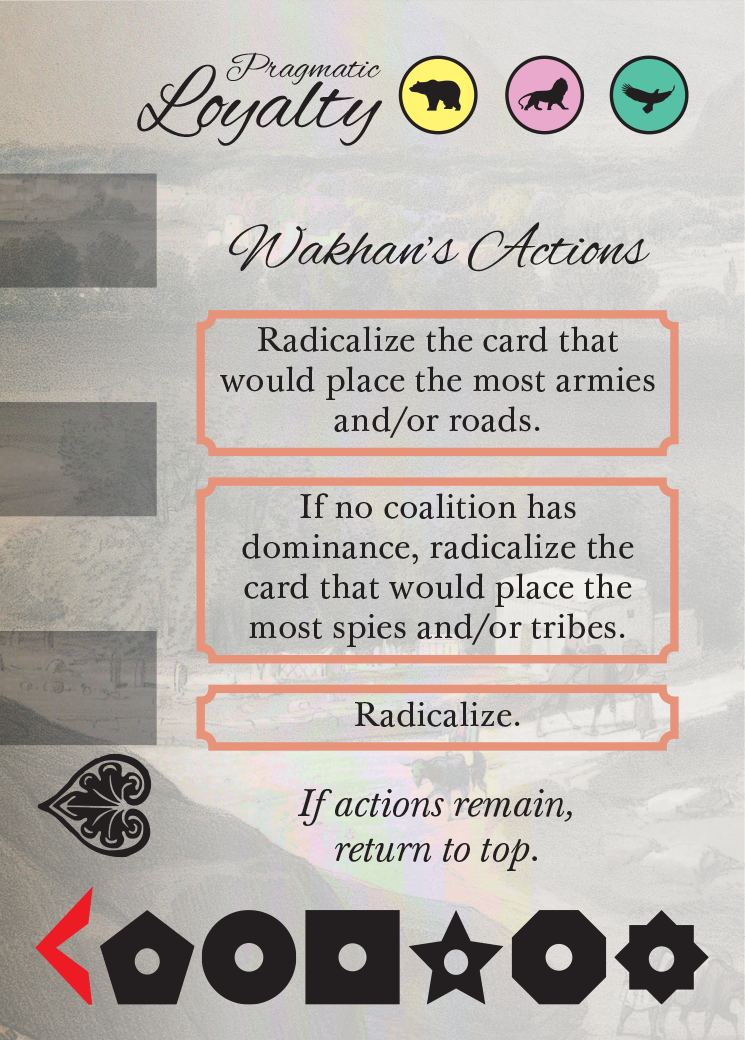 Pragmatic
Loyalty
Wakhan's Actions
Radicalize the card that
would place the most armies
and/or roads.
If no coalition has
dominance, radicalize the
card that would place the
most spies and/or tribes.
Radicalize.
If actions remain,
return to top.